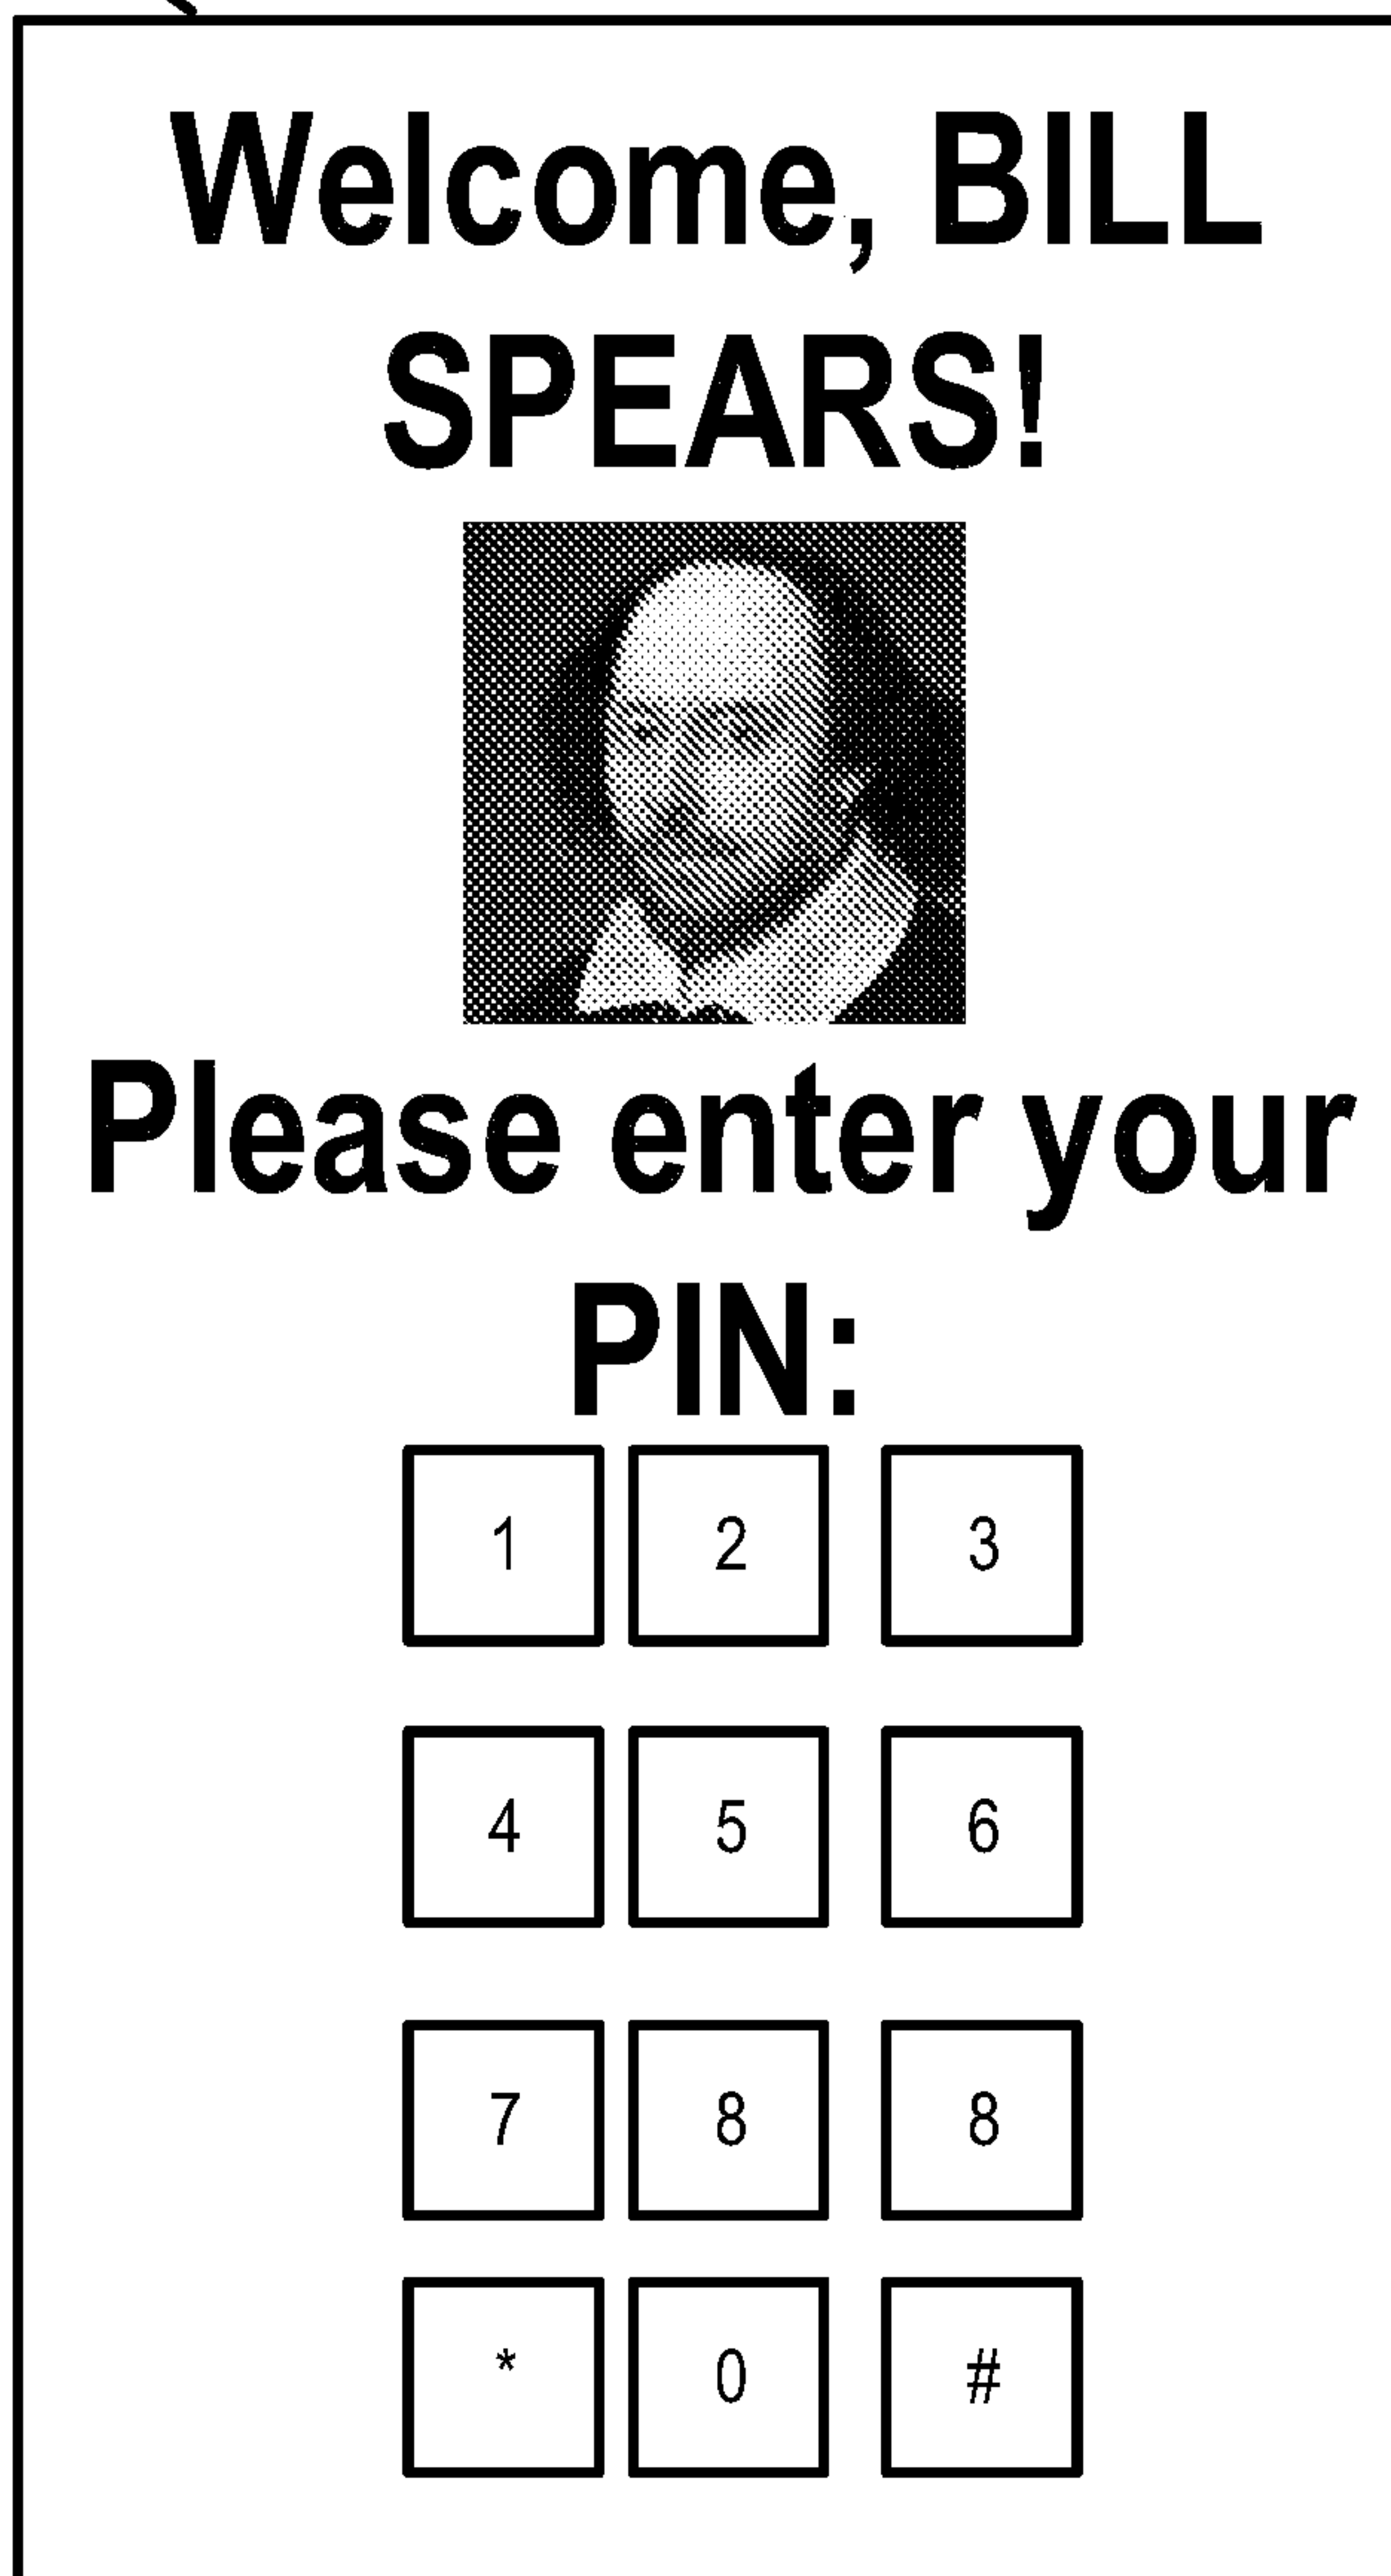 Welcome, BILL
SPEARS!
Please enter your
PIN:
1 2 3
4 5 6
7 8 8
* 0 #